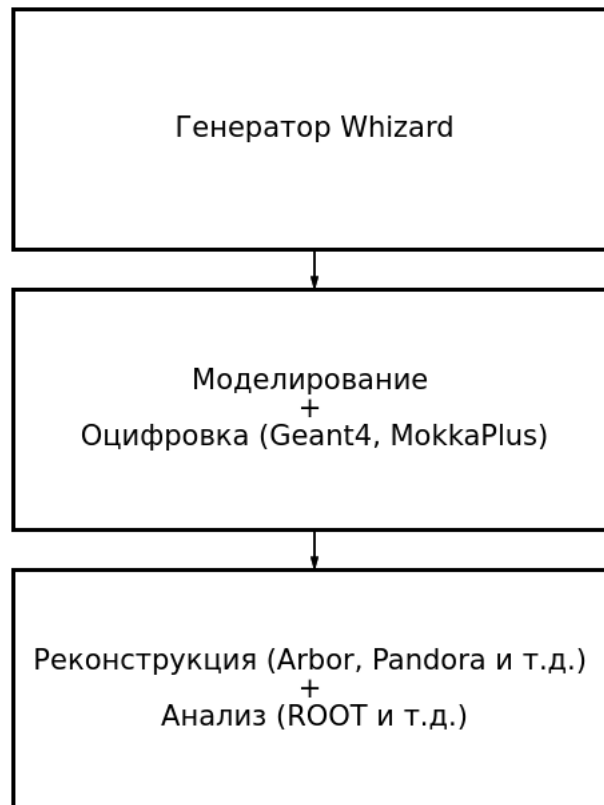 Генератор Whizard
Моделирование
+
Оцифровка (Geant4, MokkaPlus)
Реконструкция (Arbor, Pandora и т.д.)
+
Анализ (ROOT и т.д.)